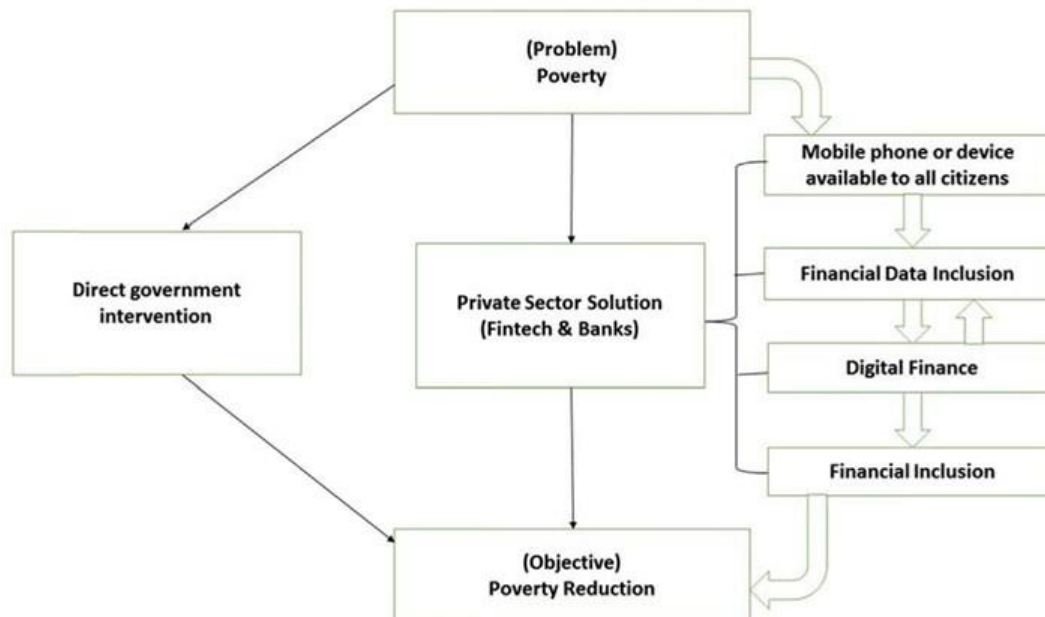 (Problem)
Poverty
Mobile phone or device
available to all citizens
Direct government
intervention
Private Sector Solution
(Fintech & Banks)
Financial Data Inclusion
Digital Finance
Financial Inclusion
(Objective)
Poverty Reduction